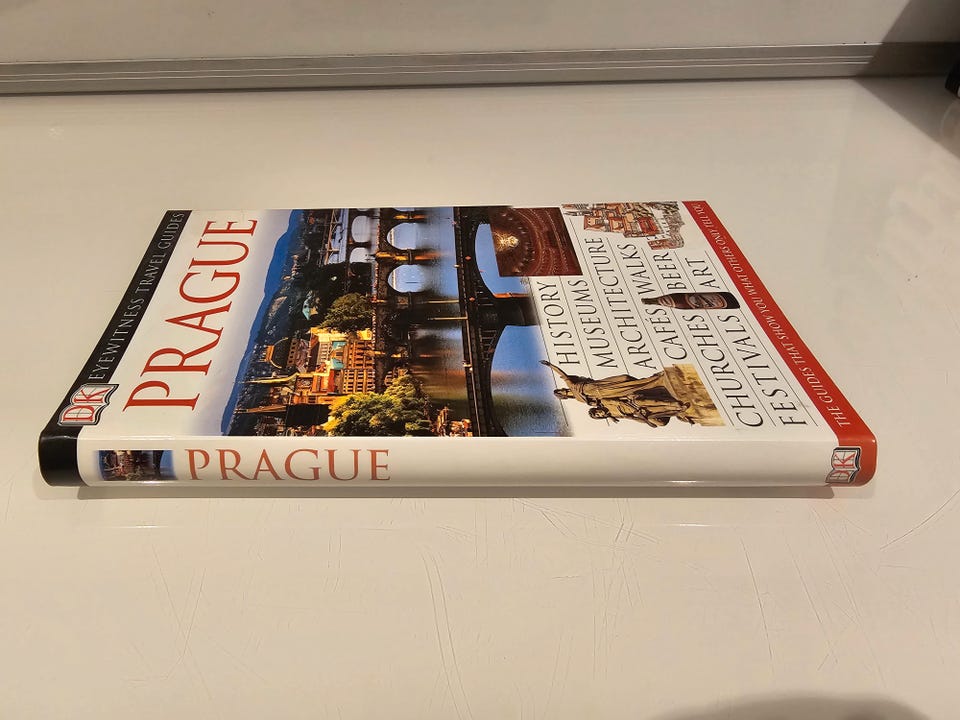 DK EYEWITNESS TRAVEL GUIDES
PRAGUE
HISTORY
MUSEUMS
ARCHITECTURE
ARCHITECTURE WALKS
CAFES BEER
CHURCHES ART
FESTIVALS
THE GUIDES THAT SHOW YOU WHAT OTHERS ONLY TELL YOU
PRAGUE
DK